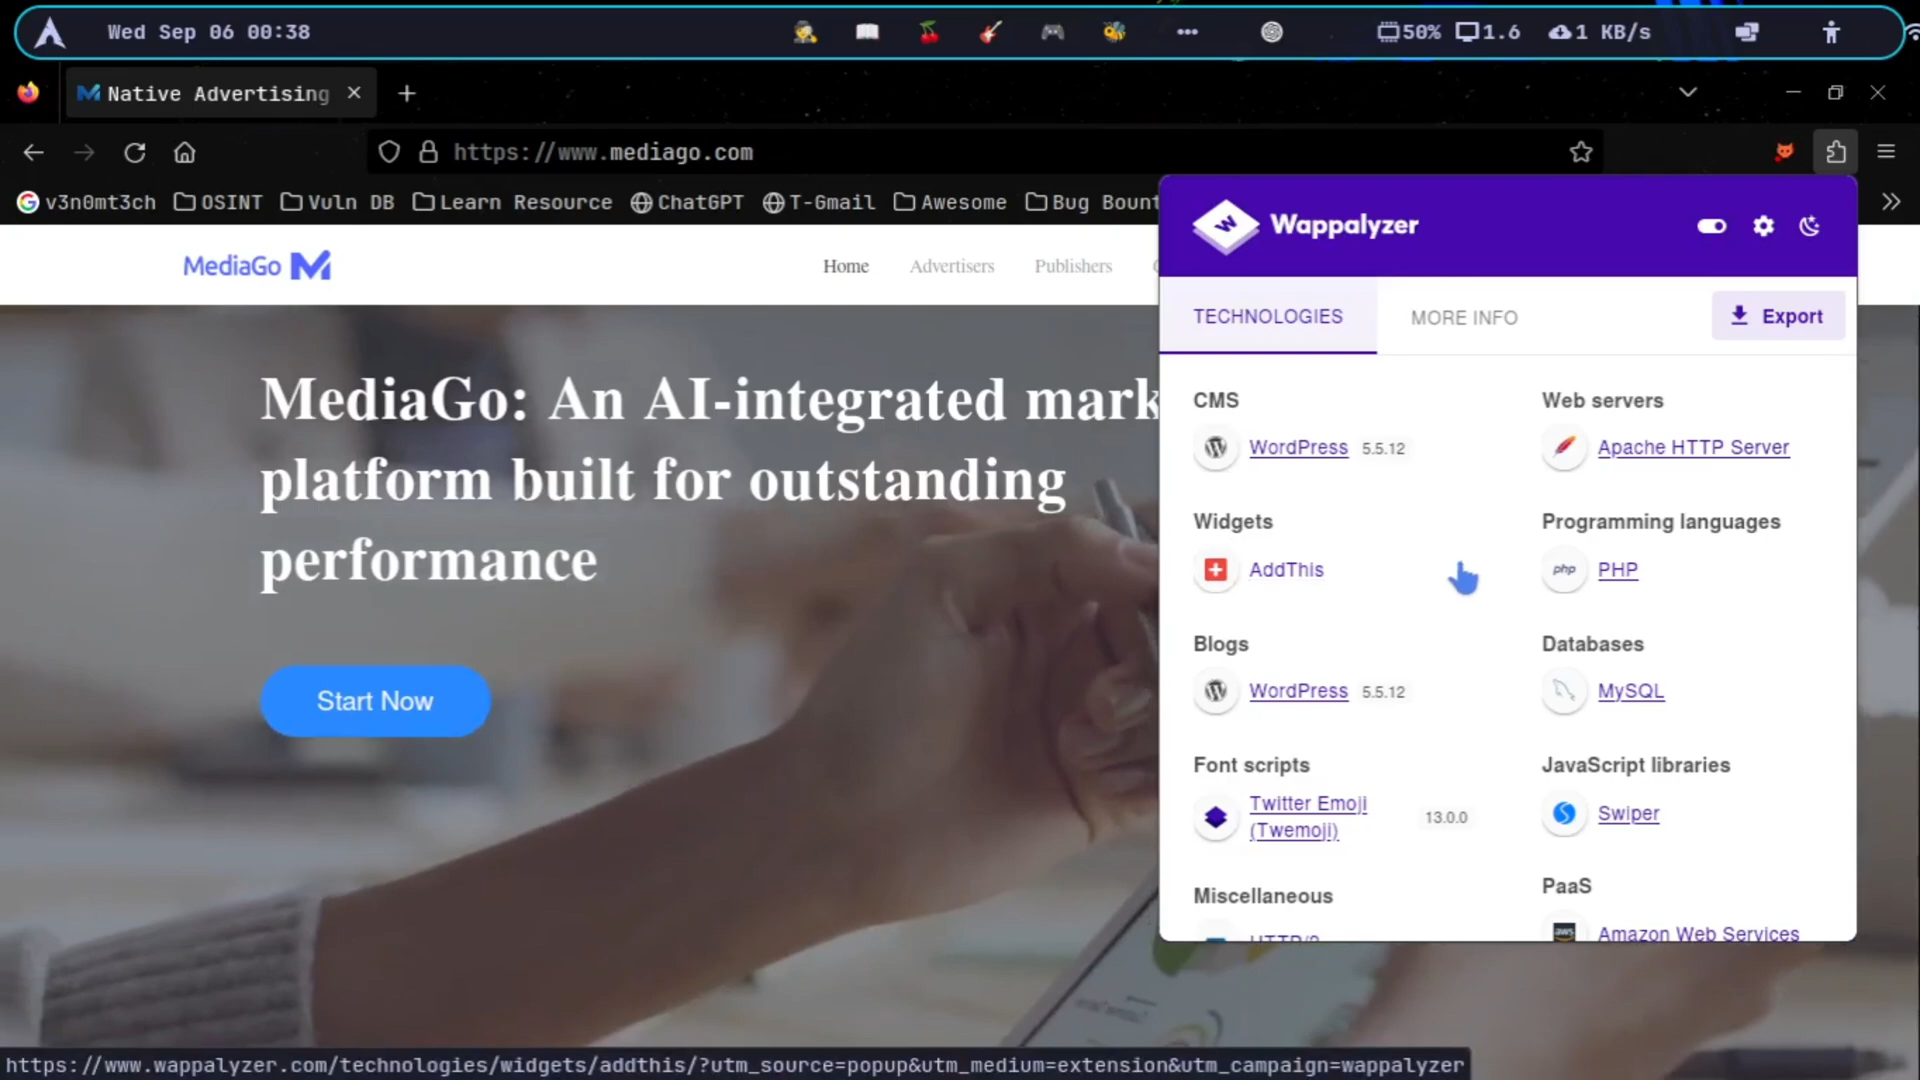 Wed Sep 06 00:38
50% 1.6 1 KB/s
Native Advertising
https://www.mediago.com
v3n0mt3ch OSINT Vuln DB Learn Resource ChatGPT T-Gmail Awesome Bug Bount
Wappalyzer
MediaGo
Home Advertisers Publishers
TECHNOLOGIES MORE INFO Export
MediaGo: An AI-integrated mark
platform built for outstanding
performance
Start Now
CMS
WordPress 5.5.12
Widgets
AddThis
Blogs
WordPress 5.5.12
Font scripts
Twitter Emoji
(Twemoji) 13.0.0
Miscellaneous
HTTP/2
Web servers
Apache HTTP Server
Programming languages
php PHP
Databases
MySQL
JavaScript libraries
Swiper
PaaS
aws Amazon Web Services
https://www.wappalyzer.com/technologies/widgets/addthis/?utm_source=popup&utm_medium=extension&utm_campaign=wappalyzer